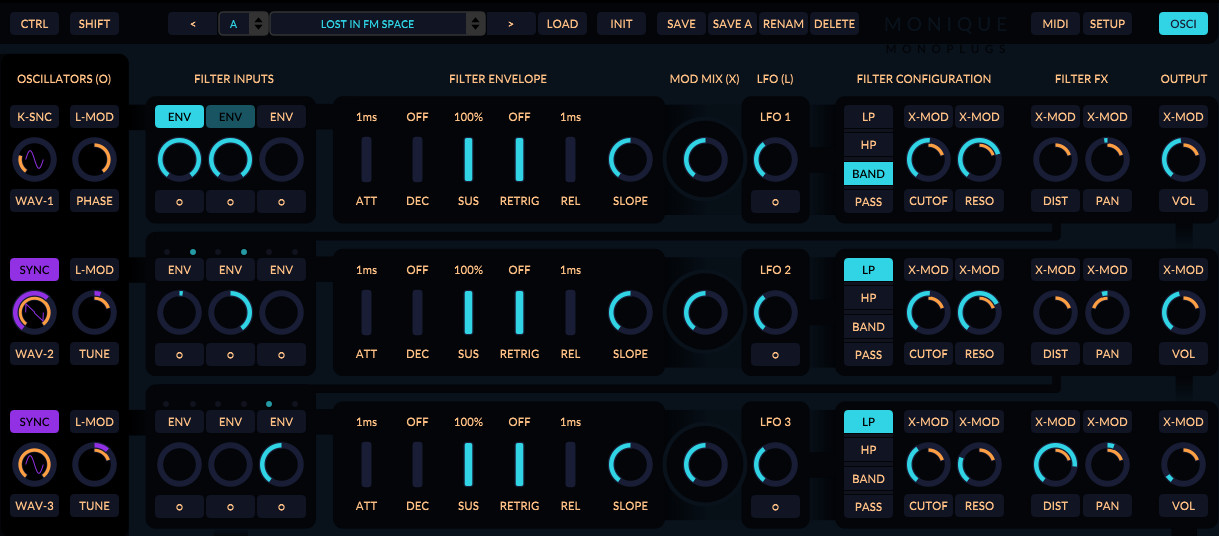 CTRL SHIFT < A LOST IN FM SPACE > LOAD INIT SAVE SAVE A RENAM DELETE MONIQUE MIDI SETUP OSCI
MONOPLUGS
OSCILLATORS (O) FILTER INPUTS FILTER ENVELOPE MOD MIX (X) LFO (L) FILTER CONFIGURATION FILTER FX OUTPUT
K-SNC L-MOD ENV ENV ENV 1ms OFF 100% OFF 1ms LFO 1 LP X-MOD X-MOD X-MOD X-MOD X-MOD
HP
BAND
WAV-1 PHASE o o o ATT DEC SUS RETRIG REL SLOPE o PASS CUTOF RESO DIST PAN VOL
SYNC L-MOD ENV ENV ENV 1ms OFF 100% OFF 1ms LFO 2 LP X-MOD X-MOD X-MOD X-MOD X-MOD
HP
BAND
WAV-2 TUNE o o o ATT DEC SUS RETRIG REL SLOPE o PASS CUTOF RESO DIST PAN VOL
SYNC L-MOD ENV ENV ENV 1ms OFF 100% OFF 1ms LFO 3 LP X-MOD X-MOD X-MOD X-MOD X-MOD
HP
BAND
WAV-3 TUNE o o o ATT DEC SUS RETRIG REL SLOPE o PASS CUTOF RESO DIST PAN VOL